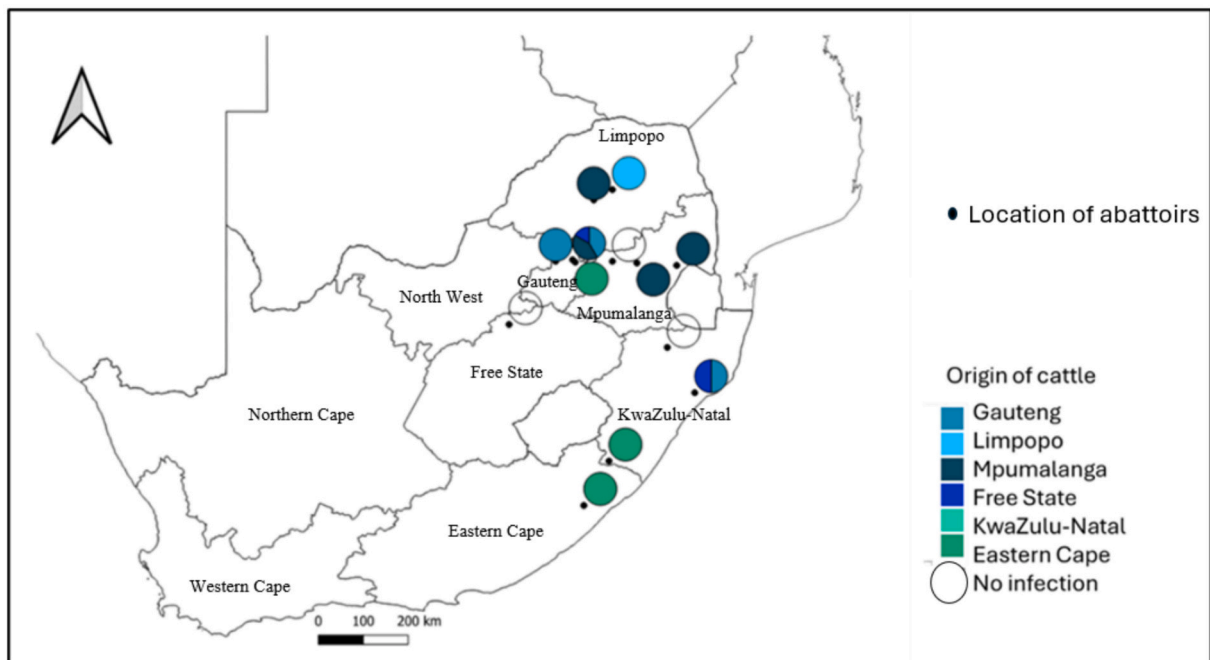 Limpopo
Location of abattoirs
North West
Gauteng
Mpumalanga
Free State
Northern Cape
KwaZulu-Natal
Eastern Cape
Western Cape
0 100 200 km
Origin of cattle
Gauteng
Limpopo
Mpumalanga
Free State
KwaZulu-Natal
Eastern Cape
No infection